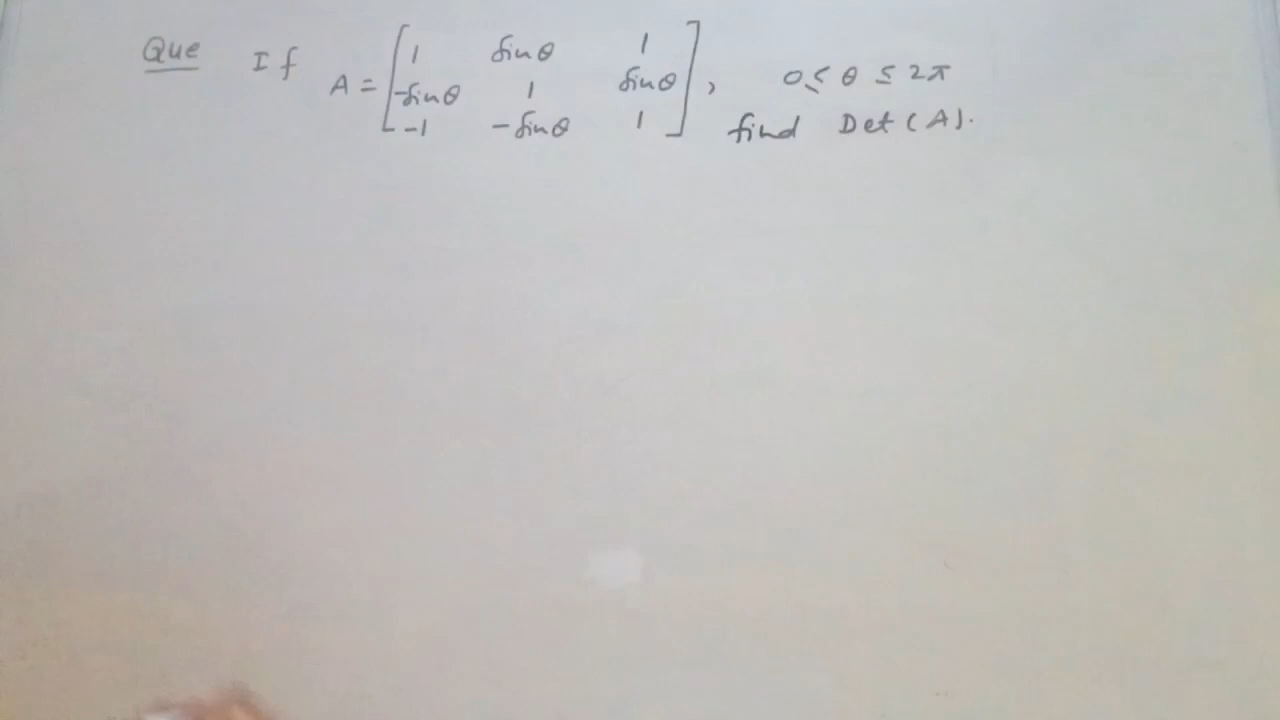 Que If A = [ 1 sinθ 1
-sinθ 1 sinθ
-1 -sinθ 1 ] , 0 ≤ θ ≤ 2π
find Det(A).